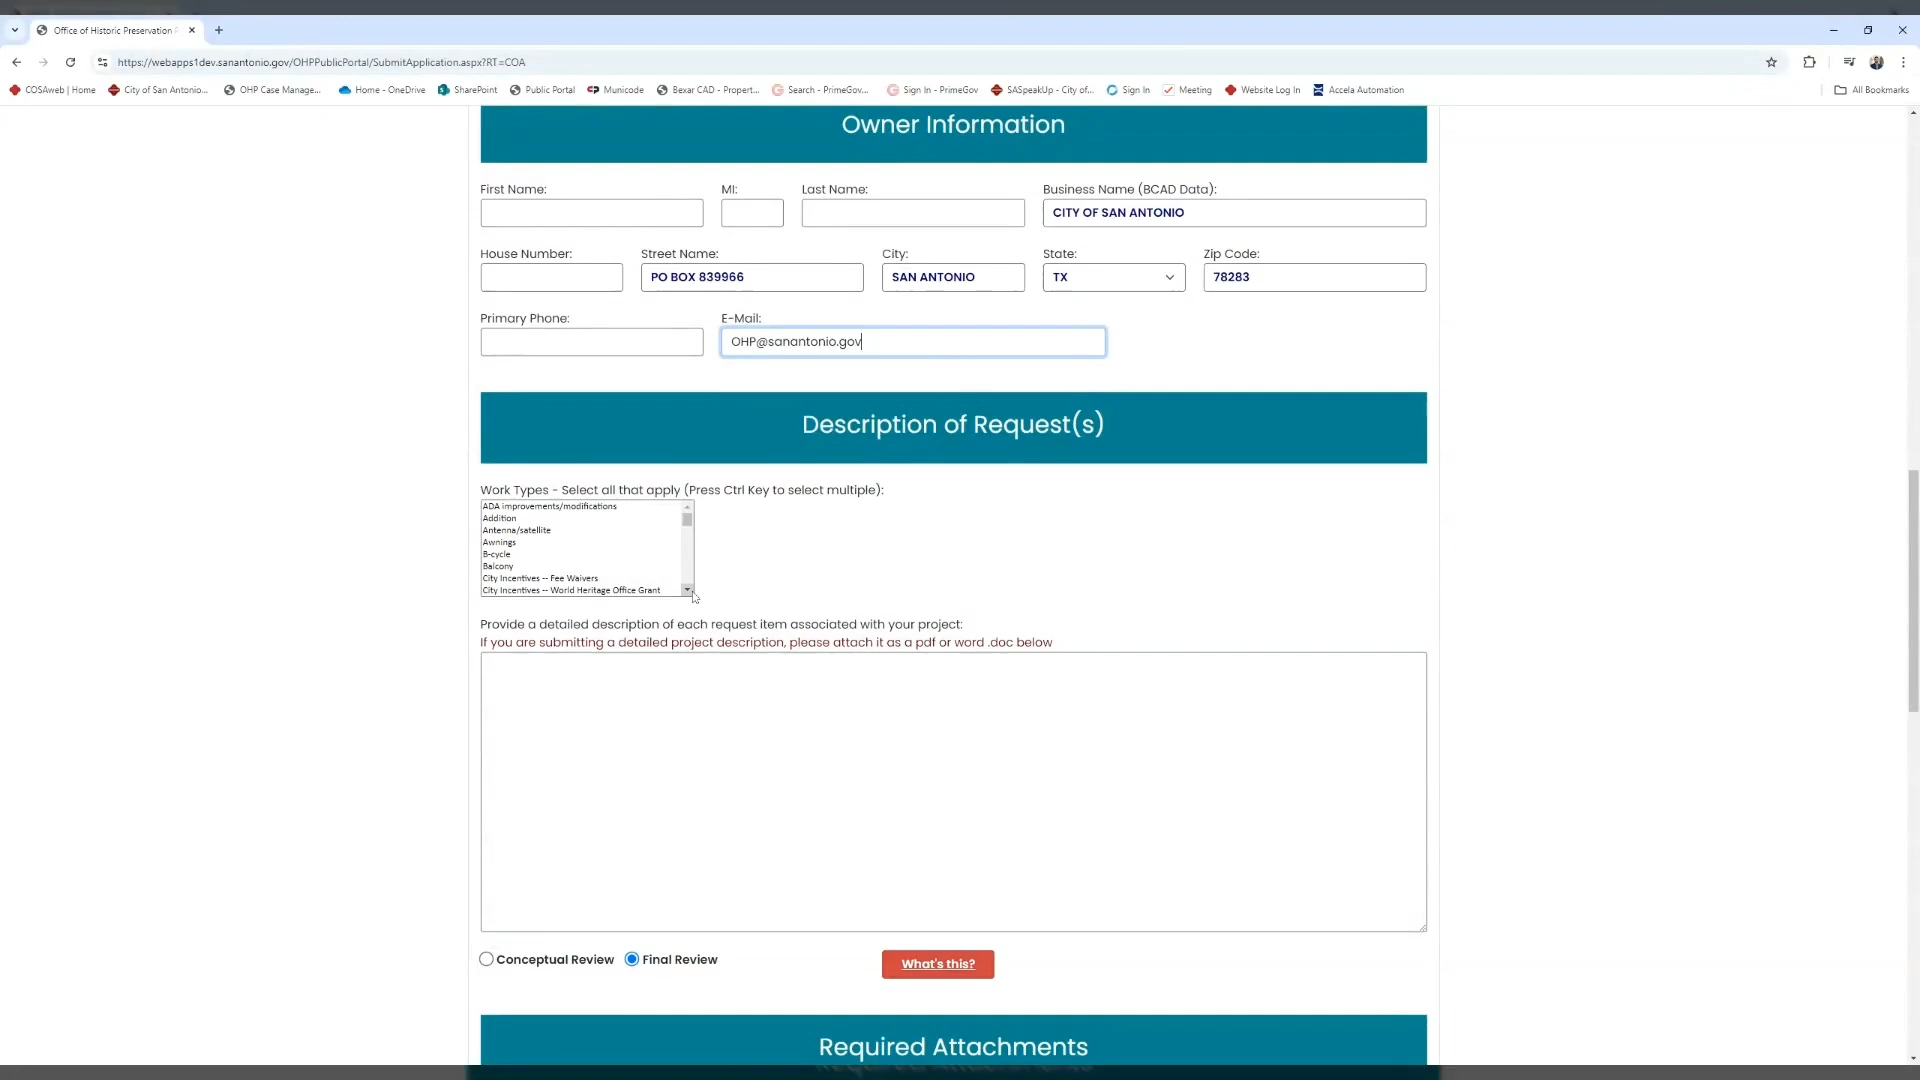 Office of Historic Preservation
https://webapps1dev.sanantonio.gov/OHPPublicPortal/SubmitApplication.aspx?RT=COA
COSAweb | Home City of San Antonio... OHP Case Manage... Home - OneDrive SharePoint Public Portal Municode Bexar CAD - Propert... Search - PrimeGov... Sign In - PrimeGov SASpeakUp - City of... Sign In Meeting Website Log In Accela Automation All Bookmarks
Owner Information
First Name: MI: Last Name: Business Name (BCAD Data):
CITY OF SAN ANTONIO
House Number: Street Name: City: State: Zip Code:
PO BOX 839966 SAN ANTONIO TX 78283
Primary Phone: E-Mail:
OHP@sanantonio.gov
Description of Request(s)
Work Types - Select all that apply (Press Ctrl Key to select multiple):
ADA improvements/modifications
Addition
Antenna/satellite
Awnings
B-cycle
Balcony
City Incentives -- Fee Waivers
City Incentives -- World Heritage Office Grant
Provide a detailed description of each request item associated with your project:
If you are submitting a detailed project description, please attach it as a pdf or word .doc below
Conceptual Review Final Review What's this?
Required Attachments